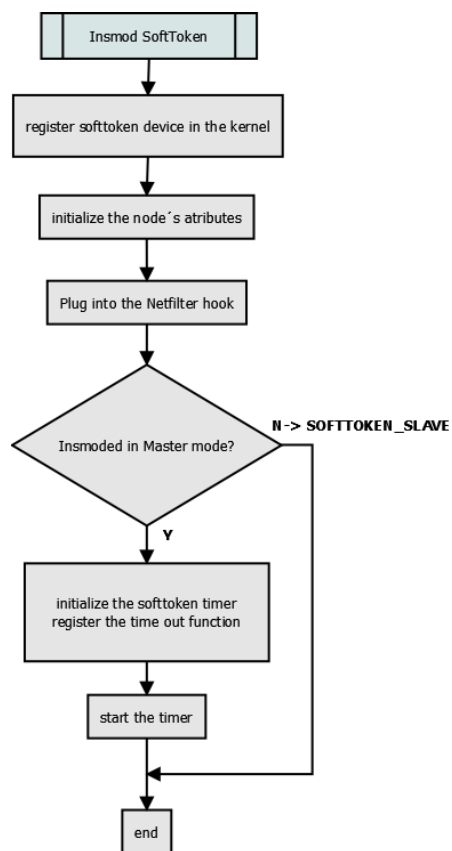 Insmod SoftToken
register softtoken device in the kernel
initialize the node´s atributes
Plug into the Netfilter hook
Insmoded in Master mode?
N-> SOFTTOKEN_SLAVE
Y
initialize the softtoken timer
register the time out function
start the timer
end